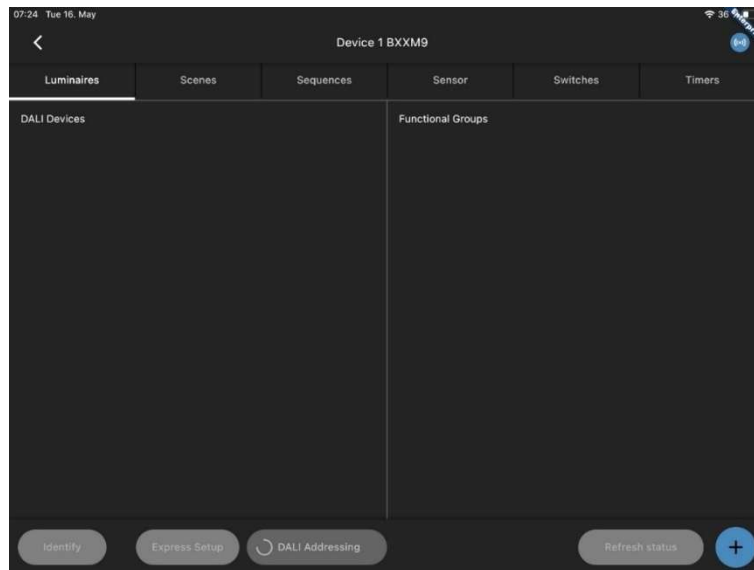 07:24 Tue 16. May
36
Device 1 BXXM9
Luminaires Scenes Sequences Sensor Switches Timers
DALI Devices Functional Groups
Identify Express Setup DALI Addressing Refresh status +